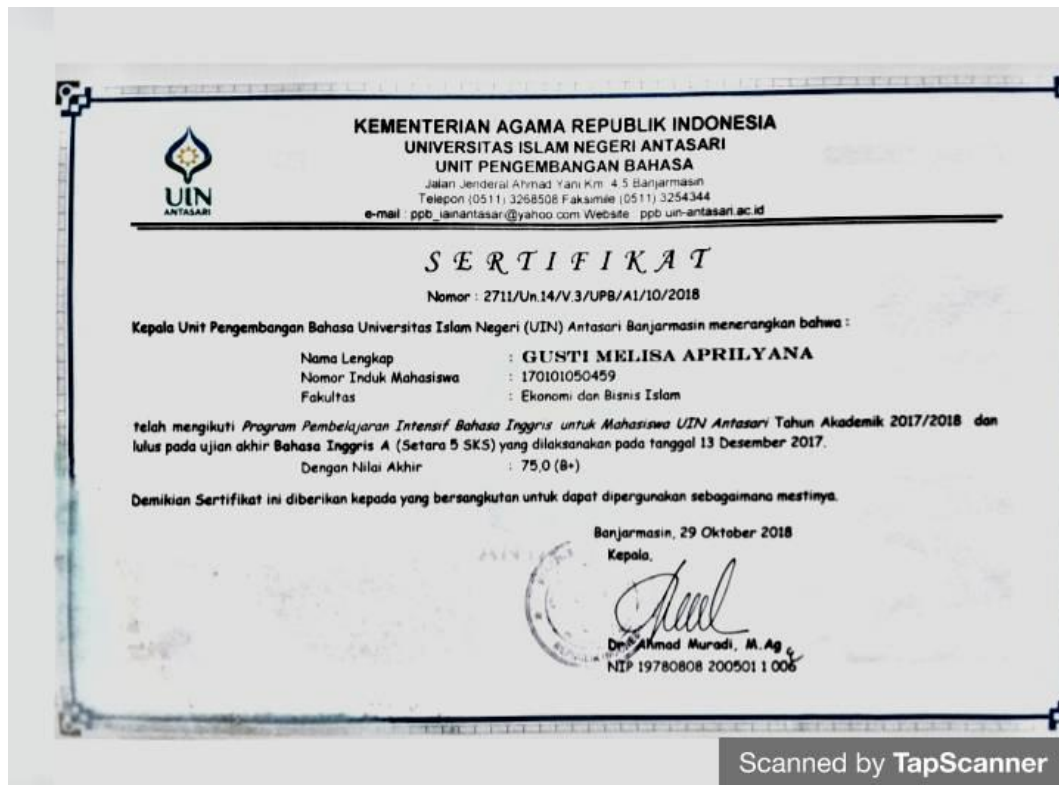 UIN
ANTASARI
KEMENTERIAN AGAMA REPUBLIK INDONESIA
UNIVERSITAS ISLAM NEGERI ANTASARI
UNIT PENGEMBANGAN BAHASA
Jalan Jenderal Ahmad Yani Km. 4.5 Banjarmasin
Telepon (0511) 3268508 Faksimile (0511) 3254344
e-mail : ppb_iainantasari@yahoo.com Website : ppb.uin-antasari.ac.id
SERTIFIKAT
Nomor : 2711/Un.14/V.3/UPB/A1/10/2018
Kepala Unit Pengembangan Bahasa Universitas Islam Negeri (UIN) Antasari Banjarmasin menerangkan bahwa :
Nama Lengkap : GUSTI MELISA APRILYANA
Nomor Induk Mahasiswa : 170101050459
Fakultas : Ekonomi dan Bisnis Islam
telah mengikuti Program Pembelajaran Intensif Bahasa Inggris untuk Mahasiswa UIN Antasari Tahun Akademik 2017/2018 dan
lulus pada ujian akhir Bahasa Inggris A (Setara 5 SKS) yang dilaksanakan pada tanggal 13 Desember 2017.
Dengan Nilai Akhir : 75,0 (B+)
Demikian Sertifikat ini diberikan kepada yang bersangkutan untuk dapat dipergunakan sebagaimana mestinya.
Banjarmasin, 29 Oktober 2018
Kepala,
Dr. Ahmad Muradi, M.Ag
NIP 19780808 200501 1 006
Scanned by TapScanner